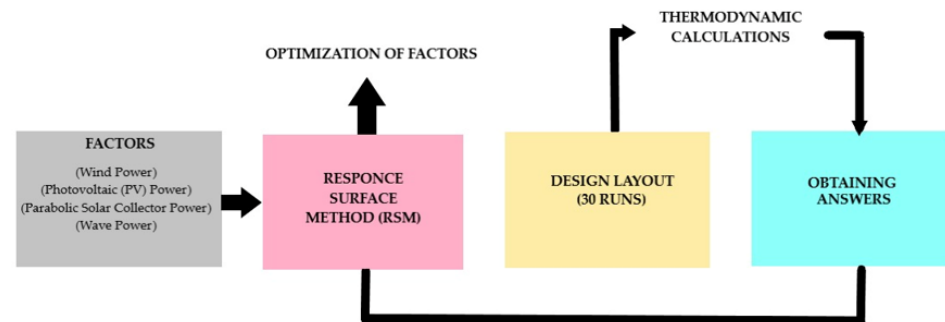 THERMODYNAMIC
CALCULATIONS
OPTIMIZATION OF FACTORS
FACTORS
(Wind Power)
(Photovoltaic (PV) Power)
(Parabolic Solar Collector Power)
(Wave Power)
RESPONCE
SURFACE
METHOD (RSM)
DESIGN LAYOUT
(30 RUNS)
OBTAINING
ANSWERS